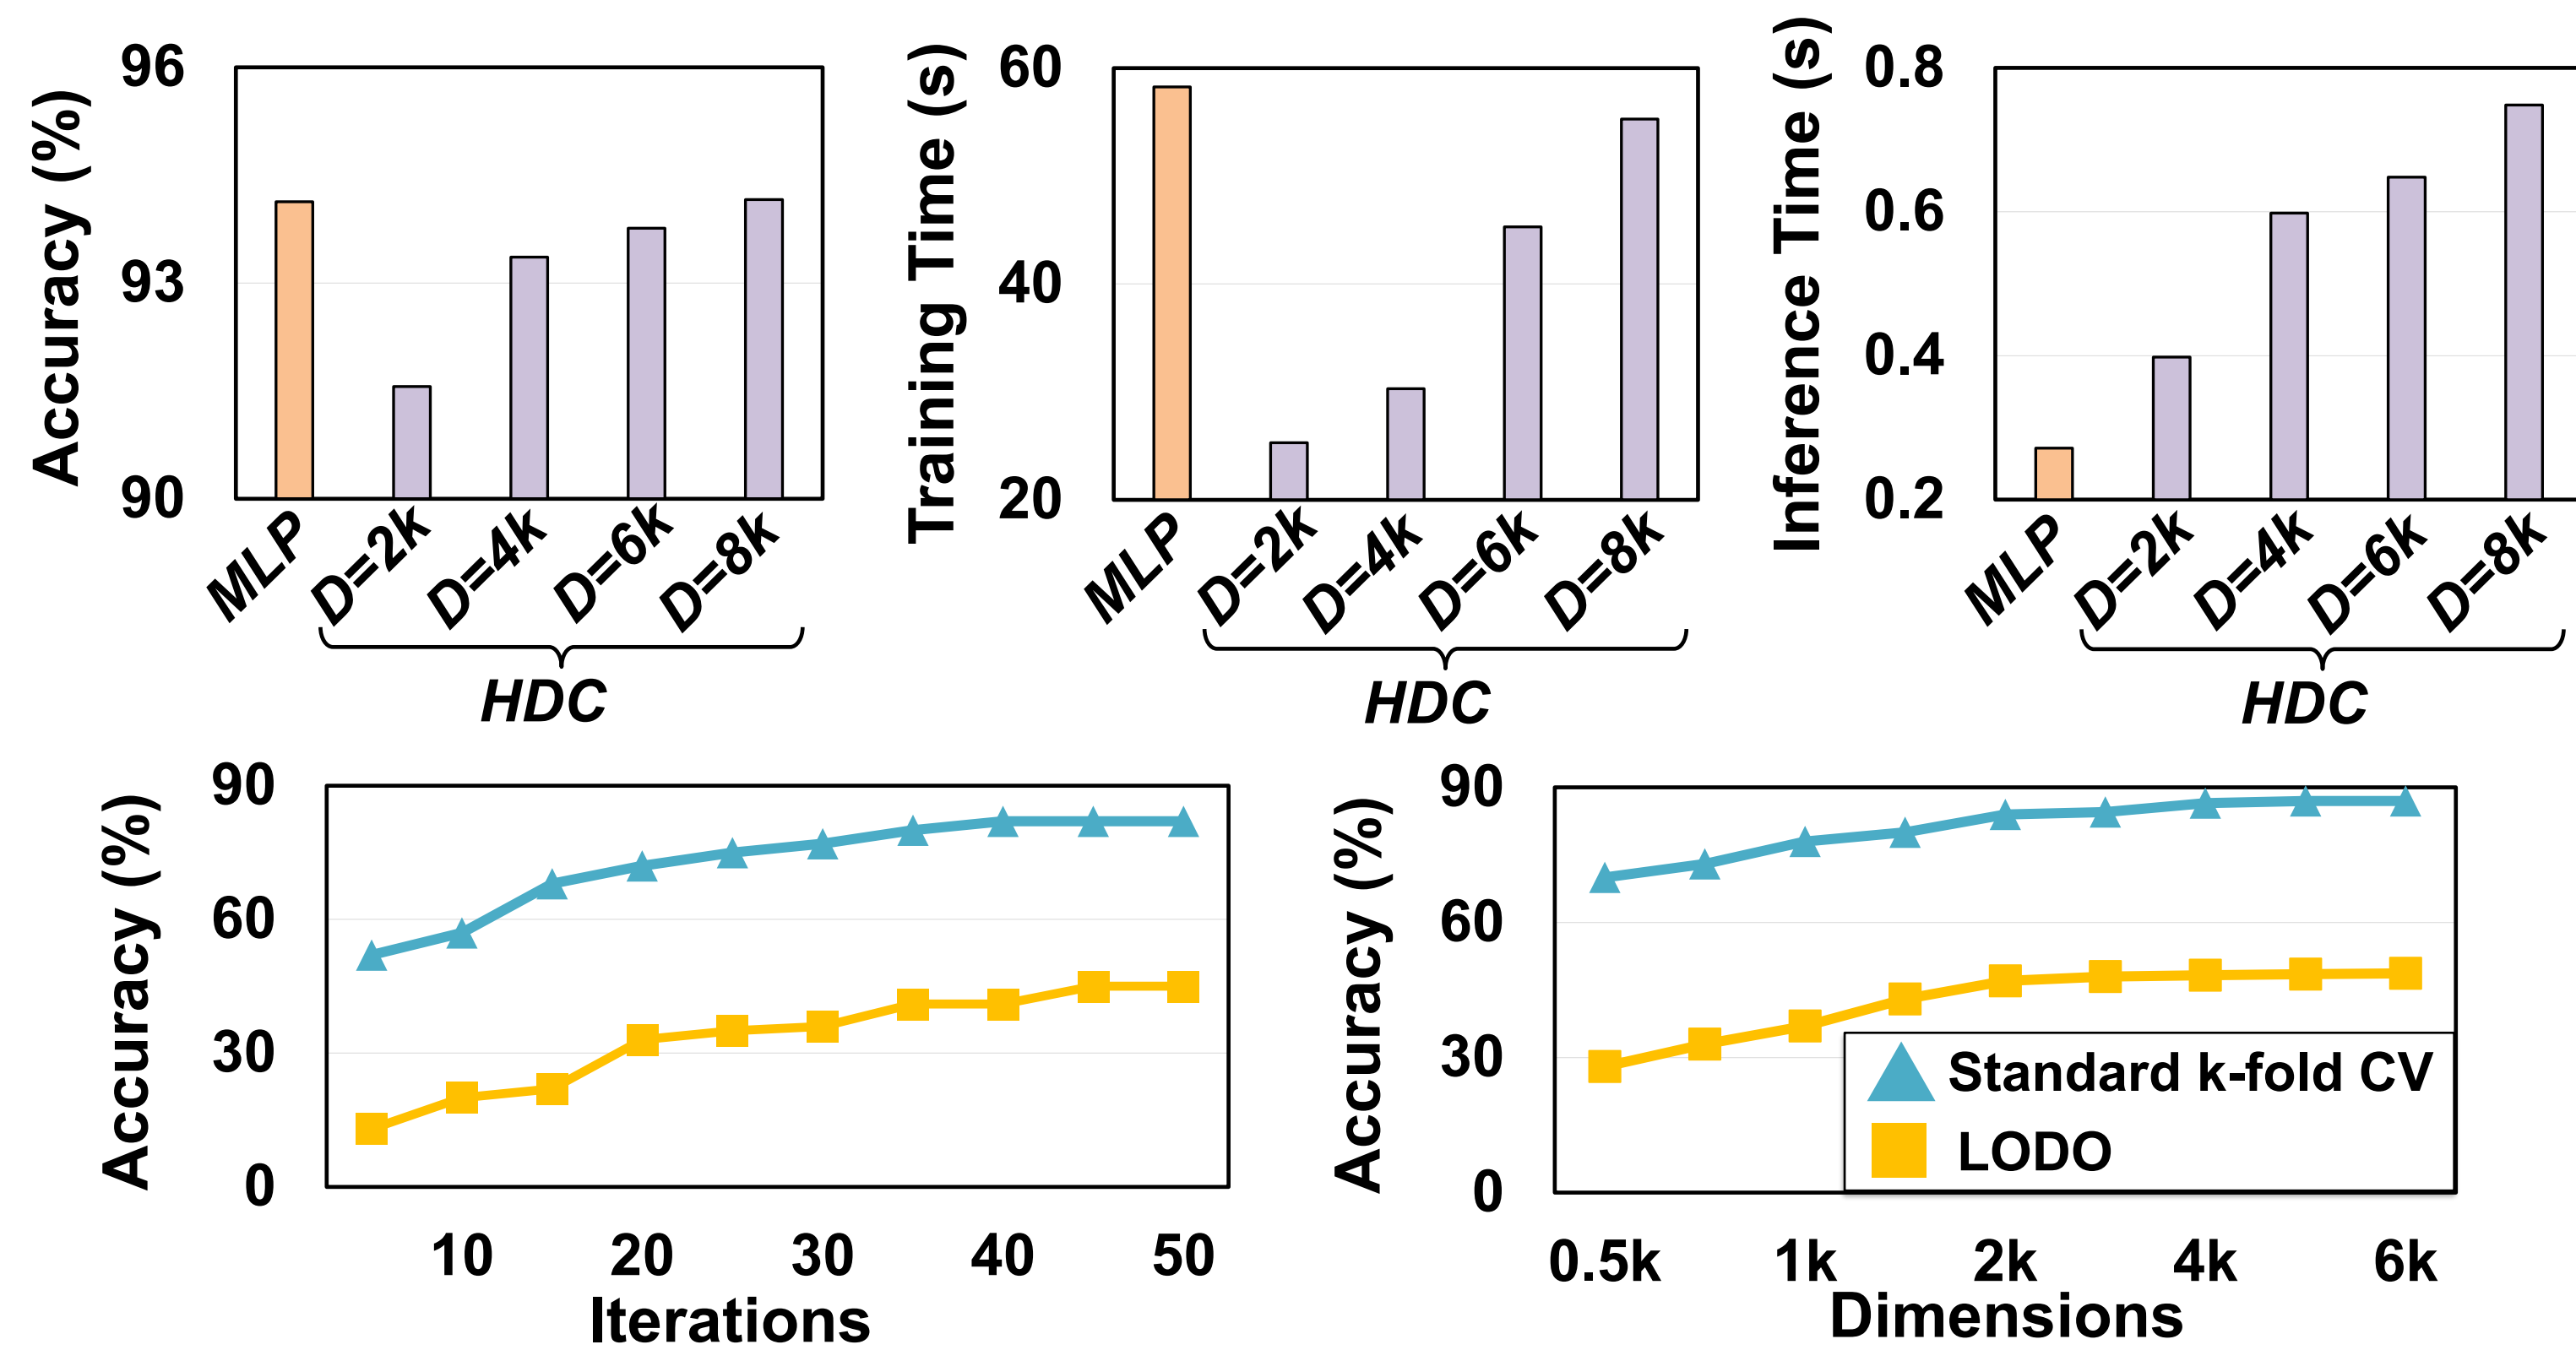 Accuracy (%)
96
93
90
MLP
D=2k
D=4k
D=6k
D=8k
HDC
Training Time (s)
60
40
20
MLP
D=2k
D=4k
D=6k
D=8k
HDC
Inference Time (s)
0.8
0.6
0.4
0.2
MLP
D=2k
D=4k
D=6k
D=8k
HDC
Accuracy (%)
90
60
30
0
10 20 30 40 50
Iterations
Accuracy (%)
90
60
30
0
Standard k-fold CV
LODO
0.5k 1k 2k 4k 6k
Dimensions